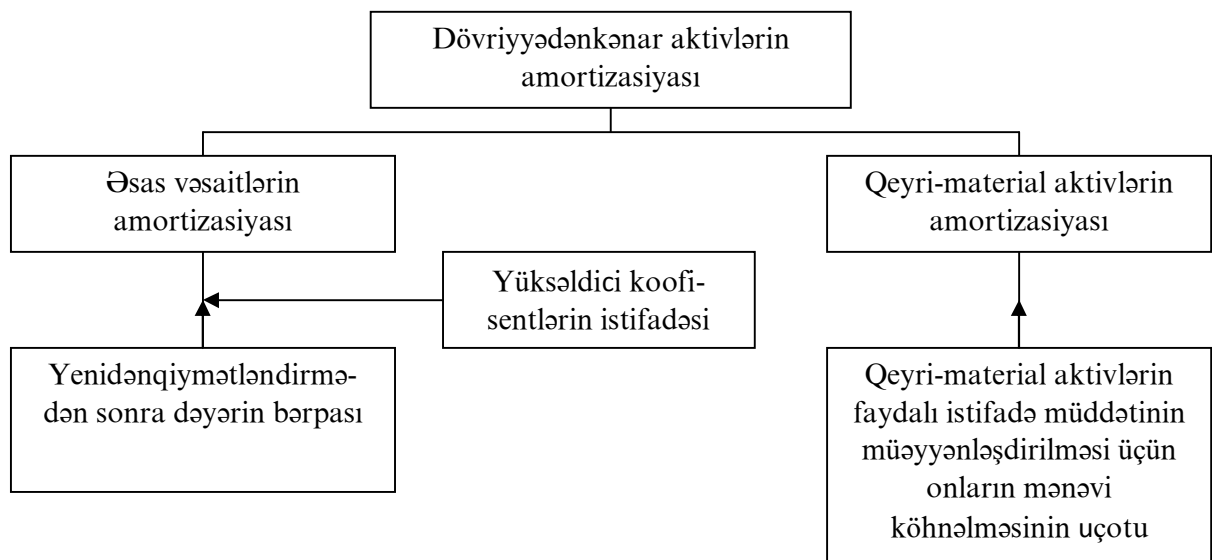 Dövriyyədənkənar aktivlərin
amortizasiyası
Əsas vəsaitlərin
amortizasiyası
Qeyri-material aktivlərin
amortizasiyası
Yüksəldici koofi-
sentlərin istifadəsi
Yenidənqiymətləndirmə-
dən sonra dəyərin bərpası
Qeyri-material aktivlərin
faydalı istifadə müddətinin
müəyyənləşdirilməsi üçün
onların mənəvi
köhnəlməsinin uçotu